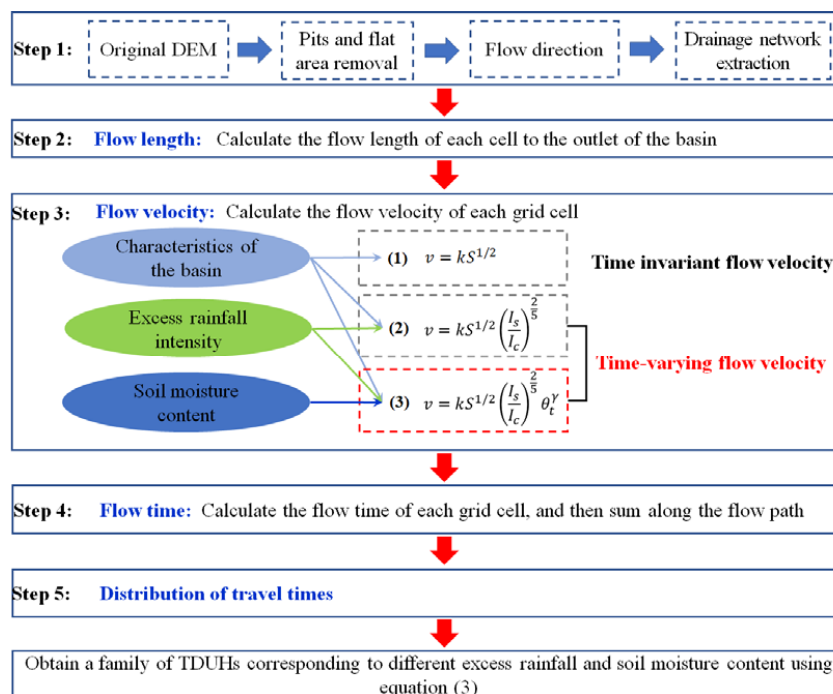 Step 1:
Original DEM
Pits and flat
area removal
Flow direction
Drainage network
extraction
Step 2: Flow length: Calculate the flow length of each cell to the outlet of the basin
Step 3: Flow velocity: Calculate the flow velocity of each grid cell
Characteristics of
the basin
(1) v = kS^{1/2}
Time invariant flow velocity
Excess rainfall
intensity
(2) v = kS^{1/2}(I_s/I_c)^{2/5}
Time-varying flow velocity
Soil moisture
content
(3) v = kS^{1/2}(I_s/I_c)^{2/5} θ_t^γ
Step 4: Flow time: Calculate the flow time of each grid cell, and then sum along the flow path
Step 5: Distribution of travel times
Obtain a family of TDUHs corresponding to different excess rainfall and soil moisture content using
equation (3)